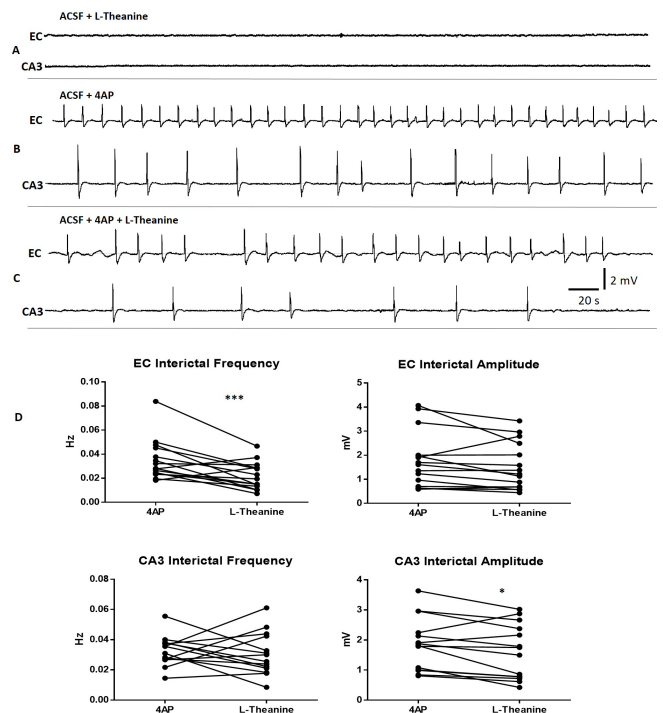 ACSF + L-Theanine
EC
A
CA3
ACSF + 4AP
EC
B
CA3
ACSF + 4AP + L-Theanine
EC
C
2 mV
20 s
CA3
EC Interictal Frequency
EC Interictal Amplitude
D
***
0.10
0.08
0.06
0.04
0.02
0.00
Hz
4AP
L-Theanine
5
4
3
2
1
0
mV
4AP
L-Theanine
CA3 Interictal Frequency
CA3 Interictal Amplitude
0.08
0.06
0.04
0.02
0.00
Hz
4AP
L-Theanine
*
4
3
2
1
0
mV
4AP
L-Theanine